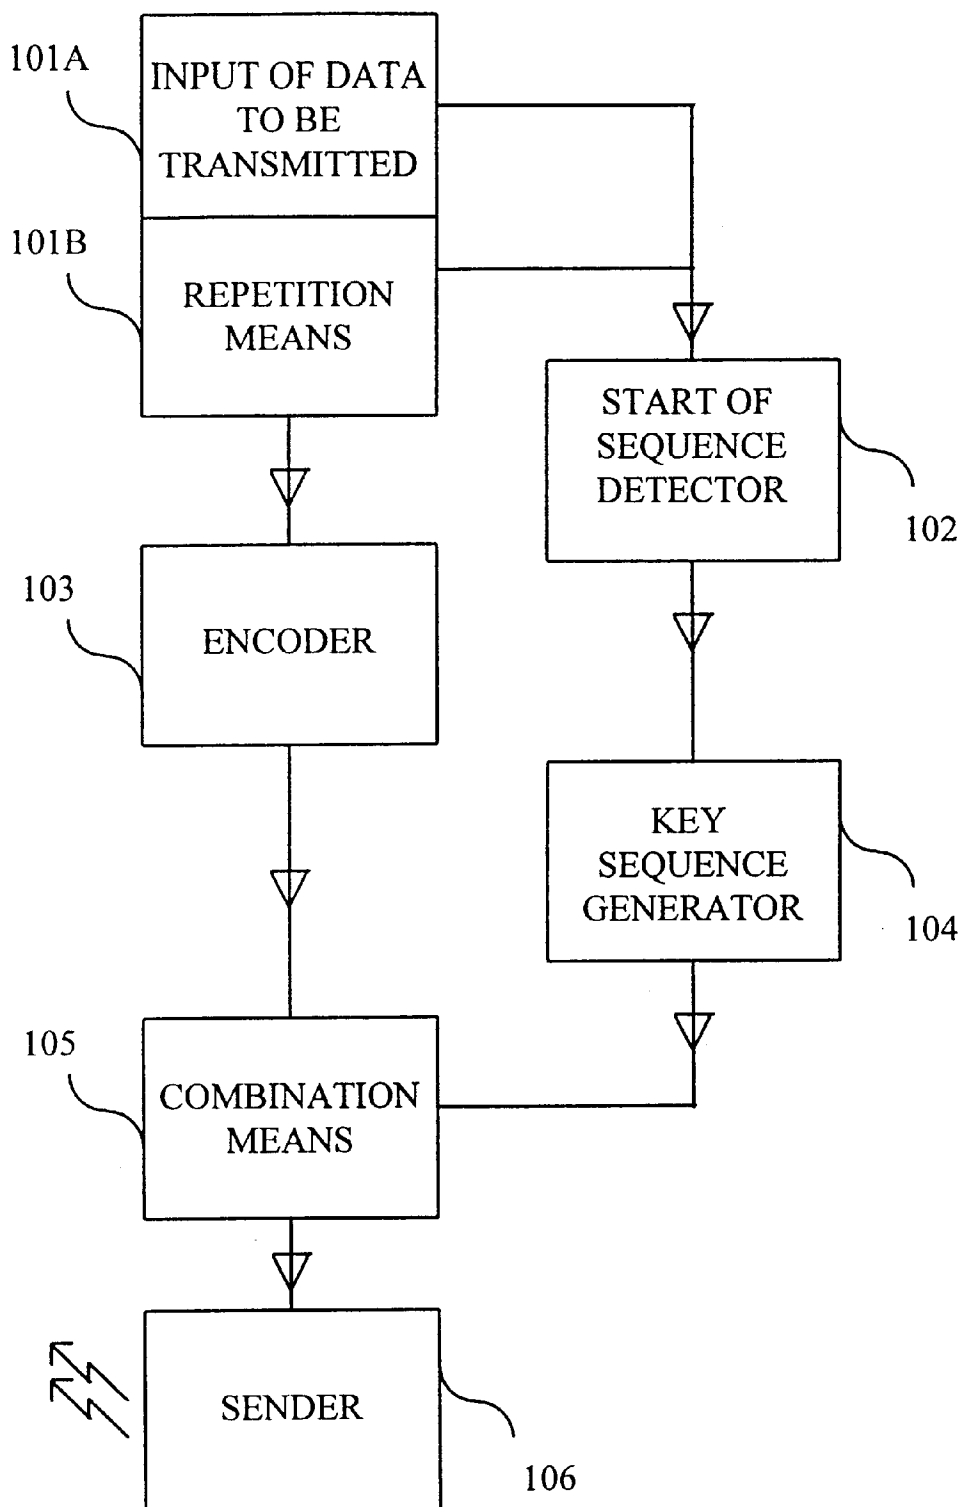 101A
INPUT OF DATA
TO BE
TRANSMITTED
101B
REPETITION
MEANS
START OF
SEQUENCE
DETECTOR
102
103
ENCODER
KEY
SEQUENCE
GENERATOR
104
105
COMBINATION
MEANS
SENDER
106